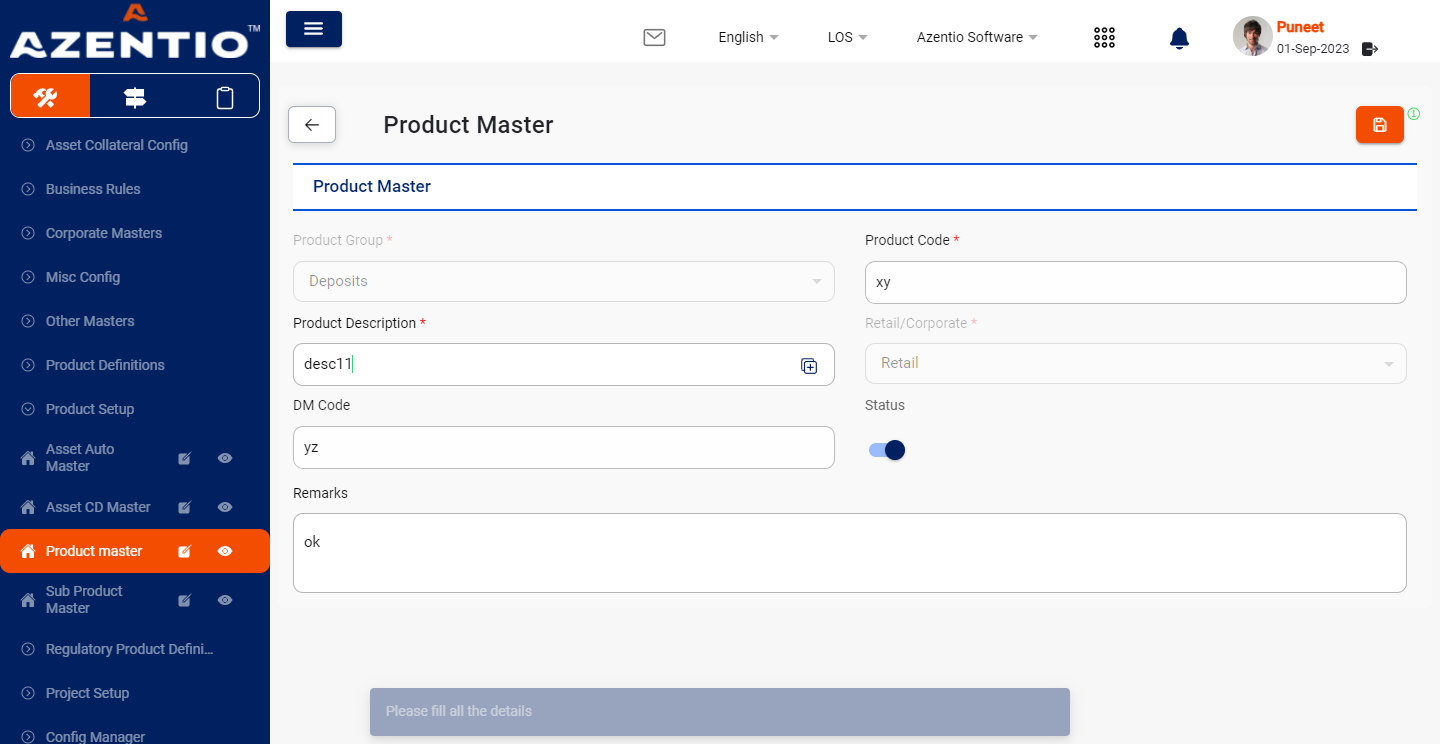 AZENTIO™
English
LOS
Azentio Software
Puneet
01-Sep-2023
Asset Collateral Config
Business Rules
Corporate Masters
Misc Config
Other Masters
Product Definitions
Product Setup
Asset Auto
Master
Asset CD Master
Product master
Sub Product
Master
Regulatory Product Defini...
Project Setup
Config Manager
Product Master
Product Master
Product Group *
Deposits
Product Code *
xy
Product Description *
desc11
Retail/Corporate *
Retail
DM Code
yz
Status
Remarks
ok
Please fill all the details